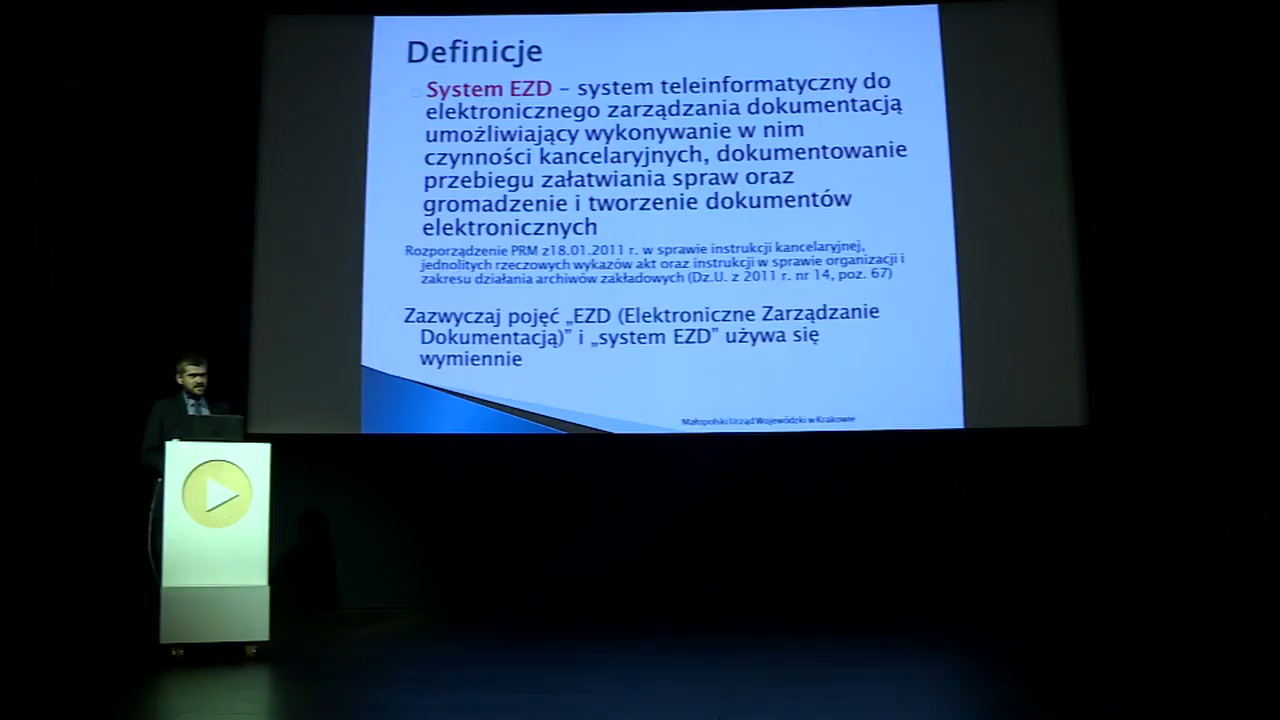 Definicje
System EZD – system teleinformatyczny do
elektronicznego zarządzania dokumentacją
umożliwiający wykonywanie w nim
czynności kancelaryjnych, dokumentowanie
przebiegu załatwiania spraw oraz
gromadzenie i tworzenie dokumentów
elektronicznych
Rozporządzenie PRM z18.01.2011 r. w sprawie instrukcji kancelaryjnej,
jednolitych rzeczowych wykazów akt oraz instrukcji w sprawie organizacji i
zakresu działania archiwów zakładowych (Dz.U. z 2011 r. nr 14, poz. 67)
Zazwyczaj pojęć „EZD (Elektroniczne Zarządzanie
Dokumentacją)” i „system EZD” używa się
wymiennie
Małopolski Urząd Wojewódzki w Krakowie